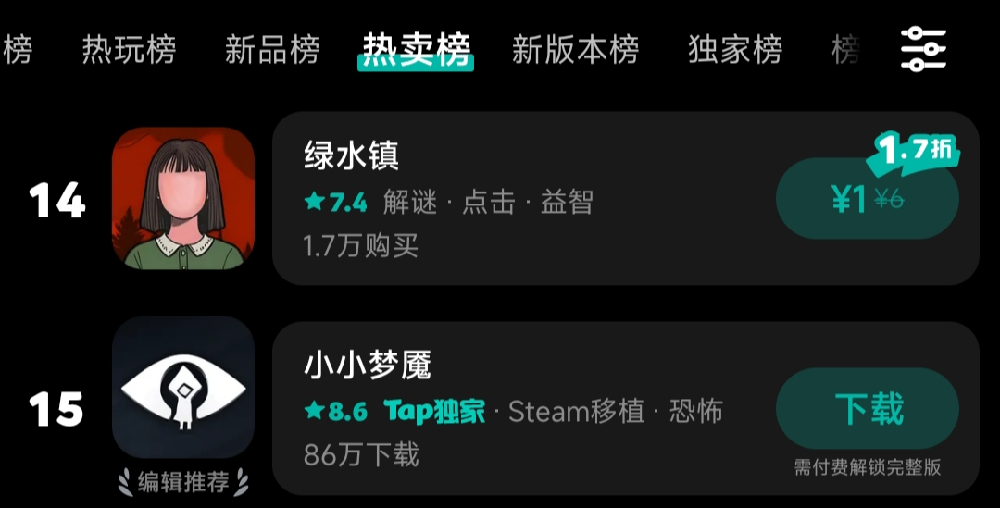 榜 热玩榜 新品榜 热卖榜 新版本榜 独家榜 榜
14
绿水镇
7.4 解谜 · 点击 · 益智
1.7万购买
1.7折
¥1 ¥6
15
小小梦魇
8.6 Tap独家 · Steam移植 · 恐怖
86万下载
下载
需付费解锁完整版
编辑推荐